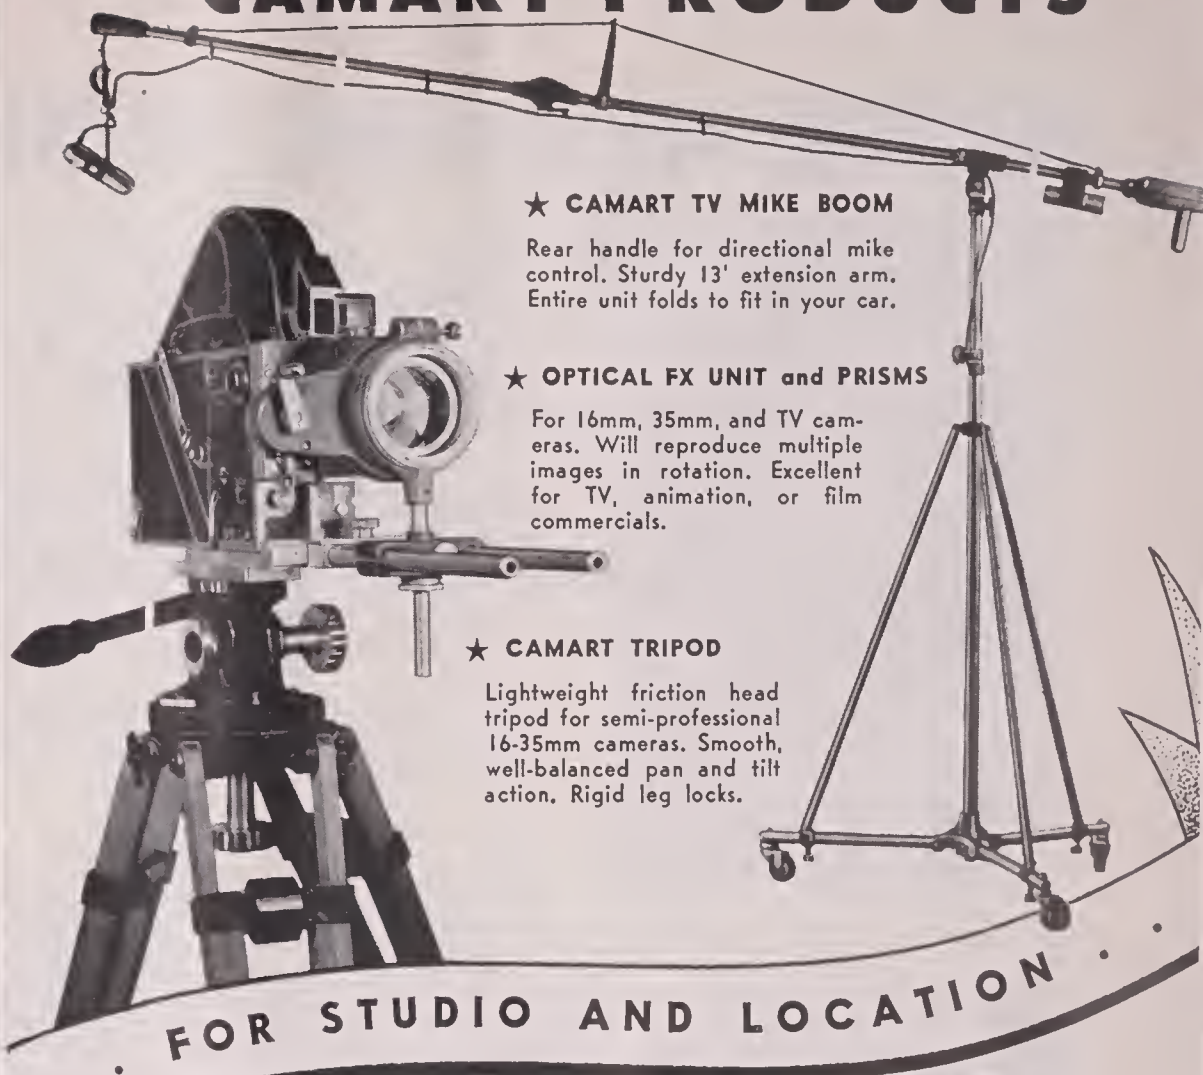 CAMART PRODUCTS
★ CAMART TV MIKE BOOM
Rear handle for directional mike
control. Sturdy 13' extension arm.
Entire unit folds to fit in your car.
★ OPTICAL FX UNIT and PRISMS
For 16mm, 35mm, and TV cam-
eras. Will reproduce multiple
images in rotation. Excellent
for TV, animation, or film
commercials.
★ CAMART TRIPOD
Lightweight friction head
tripod for semi-professional
16-35mm cameras. Smooth,
well-balanced pan and tilt
action. Rigid leg locks.
. FOR STUDIO AND LOCATION . .